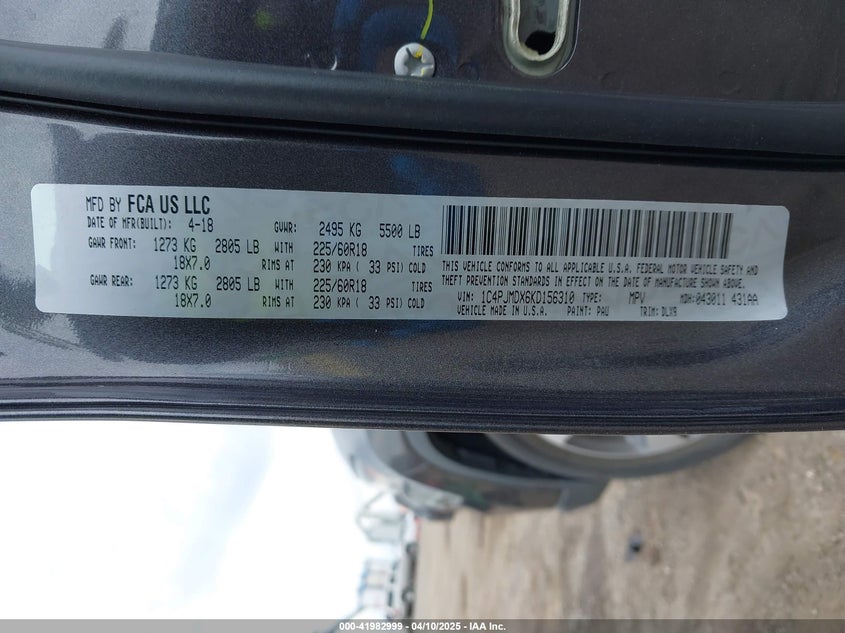 MFD BY FCA US LLC
DATE OF MFR(BUILT): 4-18 GVWR: 2495 KG 5500 LB
GAWR FRONT: 1273 KG 2805 LB WITH 225/60R18 TIRES
18X7.0 RIMS AT 230 KPA ( 33 PSI) COLD
GAWR REAR: 1273 KG 2805 LB WITH 225/60R18 TIRES
18X7.0 RIMS AT 230 KPA ( 33 PSI) COLD
THIS VEHICLE CONFORMS TO ALL APPLICABLE U.S.A. FEDERAL MOTOR VEHICLE SAFETY AND
THEFT PREVENTION STANDARDS IN EFFECT ON THE DATE OF MANUFACTURE SHOWN ABOVE.
VIN: 1C4PJMDX6KD156310 TYPE: MPV MDH: 043011 431AA
VEHICLE MADE IN U.S.A. PAINT: PAU TRIM: DLX9
000-41982999 - 04/10/2025 - IAA Inc.